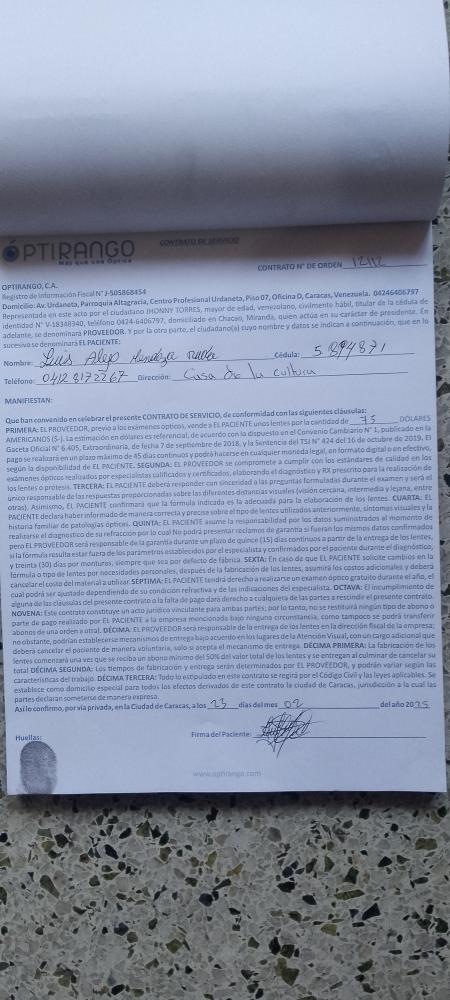 ÓPTIRANGO
Más que una Óptica
CONTRATO DE SERVICIO
CONTRATO N° DE ORDEN 1212
OPTIRANGO, C.A.
Registro de Información Fiscal N° J-505868454
Domicilio: Av. Urdaneta, Parroquia Altagracia, Centro Profesional Urdaneta, Piso 07, Oficina D, Caracas, Venezuela. 04246406797
Representada en este acto por el ciudadano JHONNY TORRES, mayor de edad, venezolano, civilmente hábil, titular de la cédula de
identidad N° V-18348340, teléfono 0424-6406797, domiciliado en Chacao, Miranda, quien actúa en su carácter de presidente. En
adelante, se denominará PROVEEDOR. Y por la otra parte, el ciudadano(a) cuyo nombre y datos se indican a continuación, que en lo
sucesivo se denominará EL PACIENTE:
Nombre: Luis Alejo Cédula: 5.894871
Teléfono: 0412 8172267 Dirección: Casa de la cultura
MANIFIESTAN:
Que han convenido en celebrar el presente CONTRATO DE SERVICIO, de conformidad con las siguientes cláusulas:
PRIMERA: EL PROVEEDOR, previo a los exámenes ópticos, vende a EL PACIENTE unos lentes por la cantidad de 75 DÓLARES
AMERICANOS ($-). La estimación en dólares es referencial, de acuerdo con lo dispuesto en el Convenio Cambiario N° 1, publicado en la
Gaceta Oficial N° 6.405, Extraordinaria, de fecha 7 de septiembre de 2018, y la Sentencia del TSJ N° 424 del 16 de octubre de 2019. El
pago se realizará en un plazo máximo de 45 días continuos y podrá hacerse en cualquier moneda legal, en formato digital o en efectivo,
según la disponibilidad de EL PACIENTE. SEGUNDA: EL PROVEEDOR se compromete a cumplir con los estándares de calidad en los
exámenes ópticos realizados por especialistas calificados y certificados, elaborando el diagnóstico y RX prescrito para la realización de
los lentes o prótesis. TERCERA: EL PACIENTE deberá responder con sinceridad a las preguntas formuladas durante el examen y será el
único responsable de las respuestas proporcionadas sobre las diferentes distancias visuales (visión cercana, intermedia y lejana, entre
otras). Asimismo, EL PACIENTE confirmará que la fórmula indicada es la adecuada para la elaboración de los lentes. CUARTA: EL
PACIENTE declara haber informado de manera correcta y precisa sobre el tipo de lentes utilizados anteriormente, síntomas visuales y la
historia familiar de patologías ópticas. QUINTA: EL PACIENTE asume la responsabilidad por los datos suministrados al momento de
realizarse el diagnostico de su refracción por lo cual No podrá presentar reclamos de garantía si fueran los mismos datos confirmados
pero EL PROVEEDOR será responsable de la garantía durante un plazo de quince (15) días continuos a partir de la entrega de los lentes,
si la fórmula resulta estar fuera de los parámetros establecidos por el especialista y confirmados por el paciente durante el diagnóstico,
y treinta (30) días por monturas, siempre que sea por defecto de fábrica. SEXTA: En caso de que EL PACIENTE solicite cambios en la
fórmula o tipo de lentes por necesidades personales, después de la fabricación de los lentes, asumirá los costos adicionales y deberá
cancelar el costo del material a utilizar. SEPTIMA: EL PACIENTE tendrá derecho a realizarse un examen óptico gratuito durante el año, el
cual podrá ser ajustado dependiendo de su condición refractiva y de las indicaciones del especialista. OCTAVA: El incumplimiento de
alguna de las cláusulas del presente contrato o la falta de pago dará derecho a cualquiera de las partes a rescindir el presente contrato.
NOVENA: Este contrato constituye un acto jurídico vinculante para ambas partes; por lo tanto, no se restituirá ningún tipo de abono o
parte de pago realizado por EL PACIENTE a la empresa mencionada bajo ninguna circunstancia, como tampoco se podrá transferir
abonos de una orden a otra). DÉCIMA: EL PROVEEDOR será responsable de la entrega de los lentes en la dirección fiscal de la empresa;
no obstante, podrían establecerse mecanismos de entrega bajo acuerdo en los lugares de la Atención Visual, con un cargo adicional que
deberá cancelar el paciente de manera voluntaria, solo si acepta el mecanismo de entrega. DÉCIMA PRIMERA: La fabricación de los
lentes comenzará una vez que se reciba un abono mínimo del 50% del valor total de los lentes y se entregan al culminar de cancelar su
total DÉCIMA SEGUNDA: Los tiempos de fabricación y entrega serán determinados por EL PROVEEDOR, y podrán variar según las
características del trabajo. DÉCIMA TERCERA: Todo lo estipulado en este contrato se regirá por el Código Civil y las leyes aplicables. Se
establece como domicilio especial para todos los efectos derivados de este contrato la ciudad de Caracas, jurisdicción a la cual las
partes declaran someterse de manera expresa.
Así lo confirmo, por vía privada, en la Ciudad de Caracas, a los 23 días del mes 02 del año 2025
Huellas: Firma del Paciente:
www.optirango.com